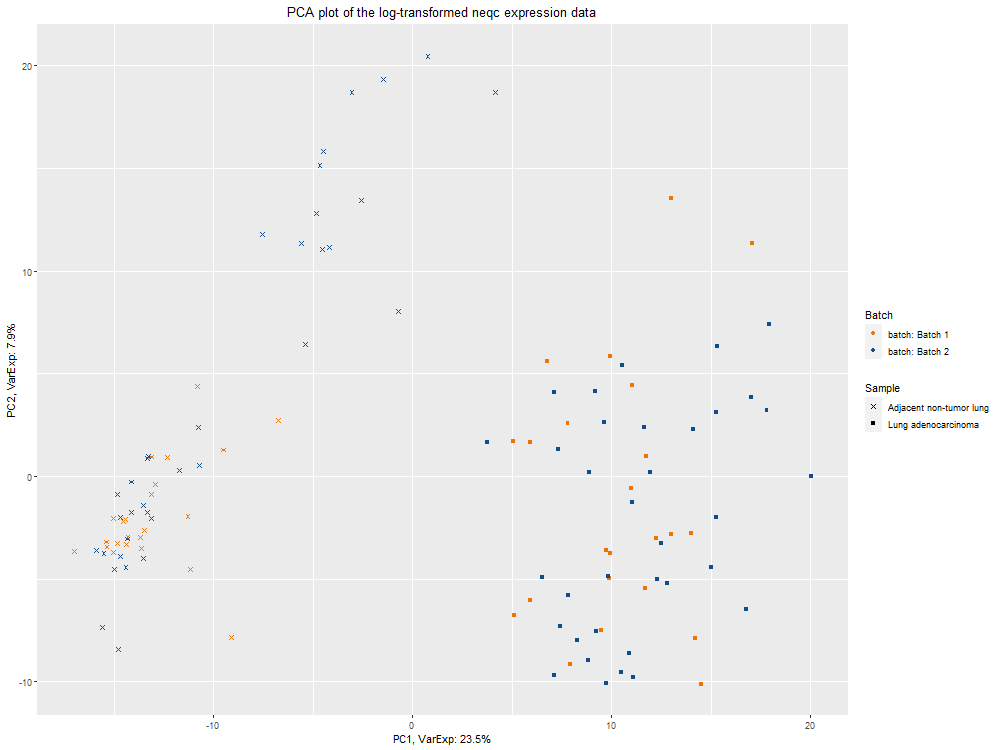 PCA plot of the log-transformed neqc expression data
20
10
0
-10
PC2, VarExp: 7.9%
-10
0
10
20
PC1, VarExp: 23.5%
Batch
batch: Batch 1
batch: Batch 2
Sample
Adjacent non-tumor lung
Lung adenocarcinoma